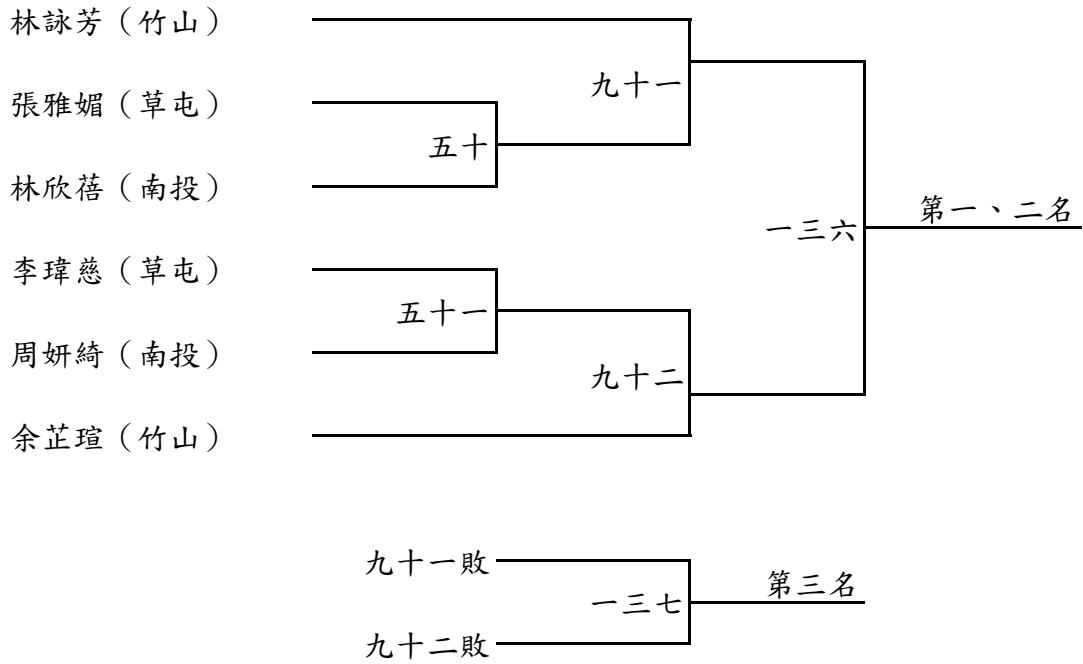 林詠芳（竹山）
九十一
張雅媚（草屯）
五十
林欣蓓（南投）
第一、二名
一三六
李瑋慈（草屯）
五十一
周妍綺（南投）
九十二
余芷瑄（竹山）
九十一敗
第三名
一三七
九十二敗